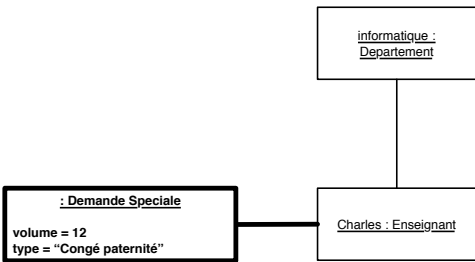 informatique :
Departement
: Demande Speciale
volume = 12
type = “Congé paternité”
Charles : Enseignant